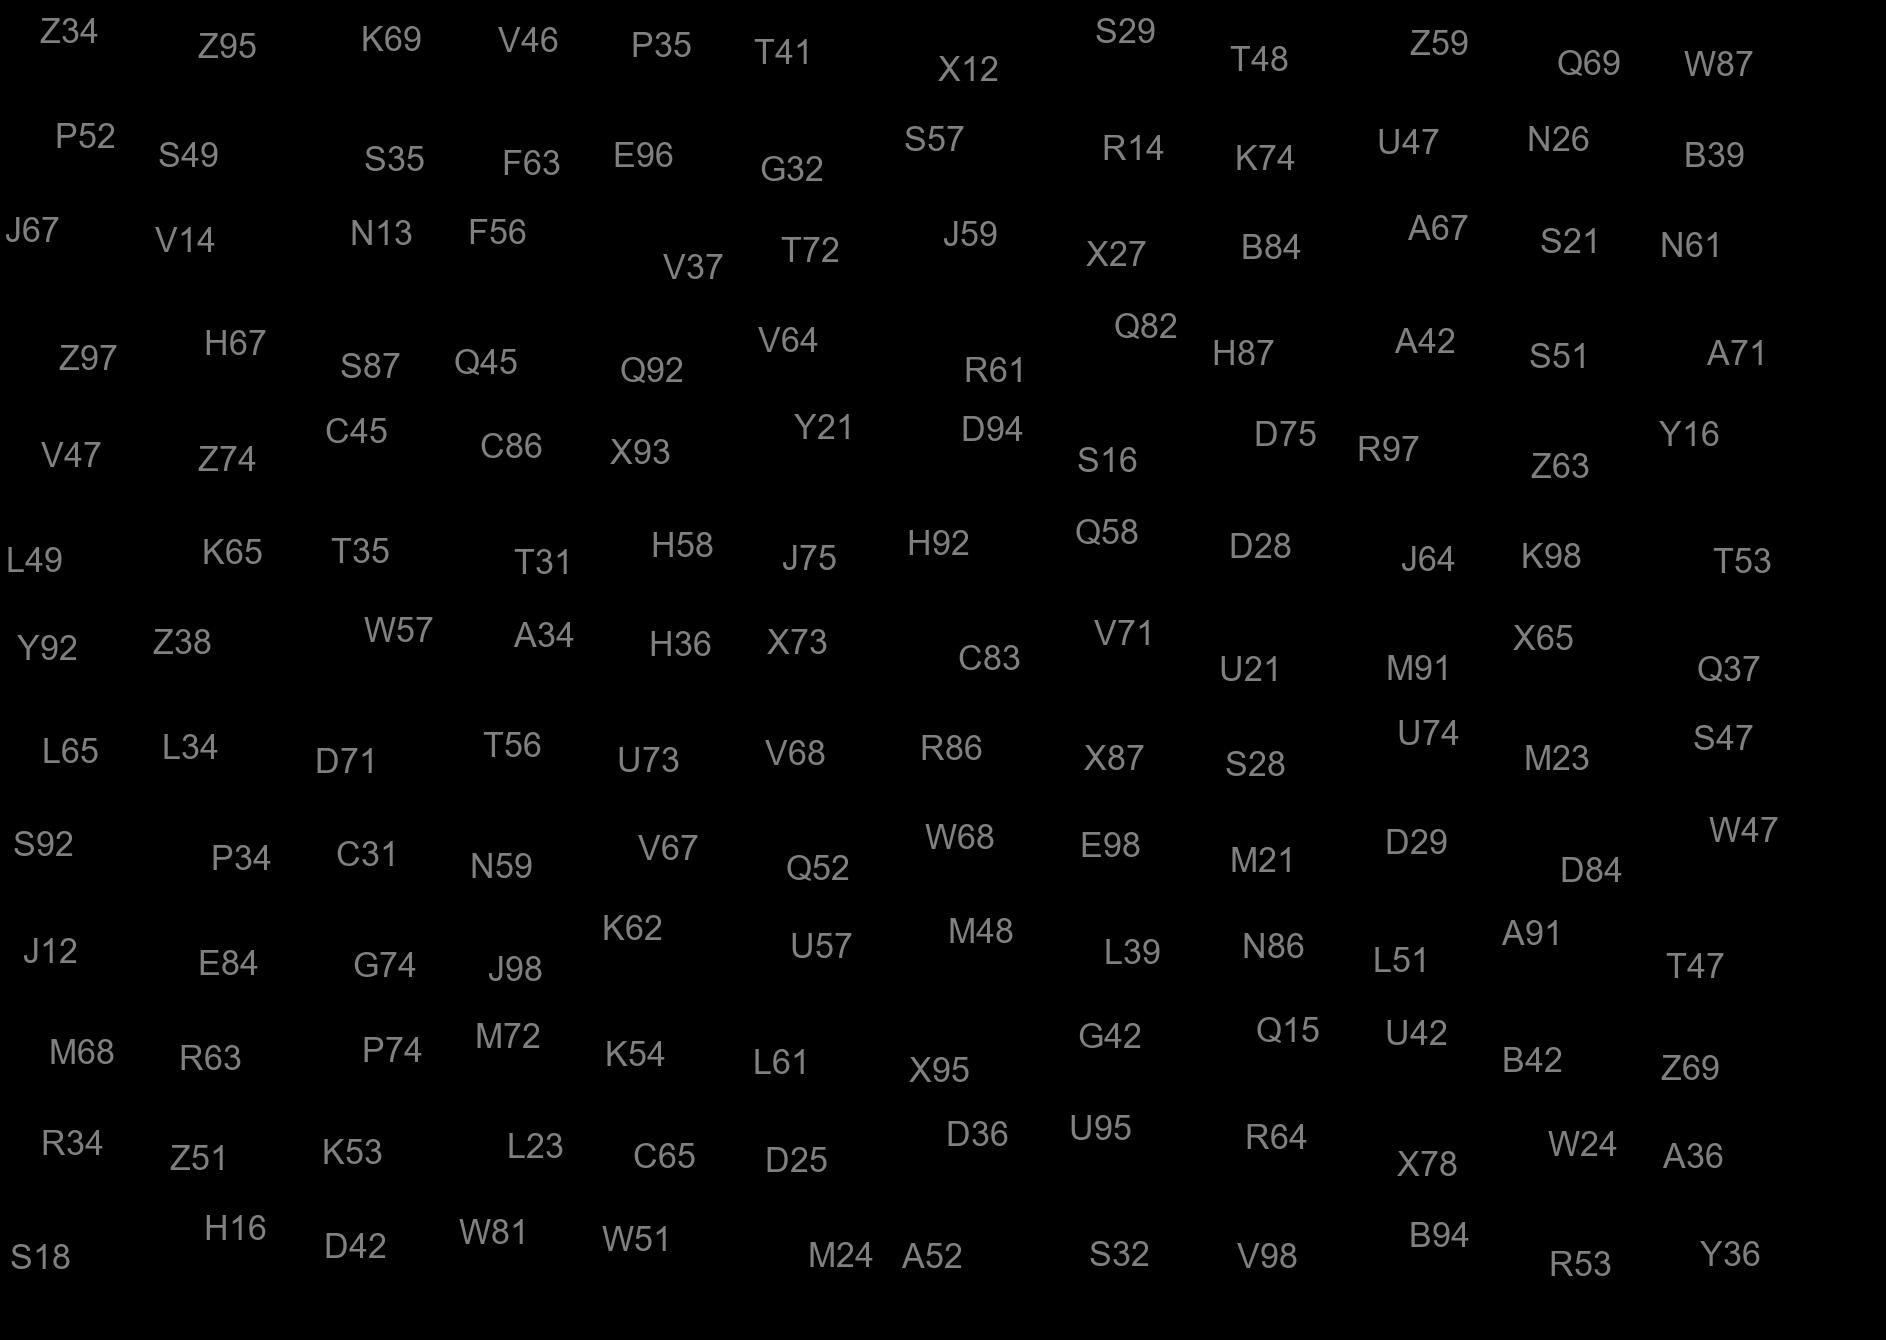 Z34 Z95 K69 V46 P35 T41 X12 S29 T48 Z59 Q69 W87
P52 S49 S35 F63 E96 G32 S57 R14 K74 U47 N26 B39
J67 V14 N13 F56 V37 T72 J59 X27 B84 A67 S21 N61
Z97 H67 S87 Q45 Q92 V64 R61 Q82 H87 A42 S51 A71
V47 Z74 C45 C86 X93 Y21 D94 S16 D75 R97 Z63 Y16
L49 K65 T35 T31 H58 J75 H92 Q58 D28 J64 K98 T53
Y92 Z38 W57 A34 H36 X73 C83 V71 U21 M91 X65 Q37
L65 L34 D71 T56 U73 V68 R86 X87 S28 U74 M23 S47
S92 P34 C31 N59 V67 Q52 W68 E98 M21 D29 D84 W47
J12 E84 G74 J98 K62 U57 M48 L39 N86 L51 A91 T47
M68 R63 P74 M72 K54 L61 X95 G42 Q15 U42 B42 Z69
R34 Z51 K53 L23 C65 D25 D36 U95 R64 X78 W24 A36
S18 H16 D42 W81 W51 M24 A52 S32 V98 B94 R53 Y36